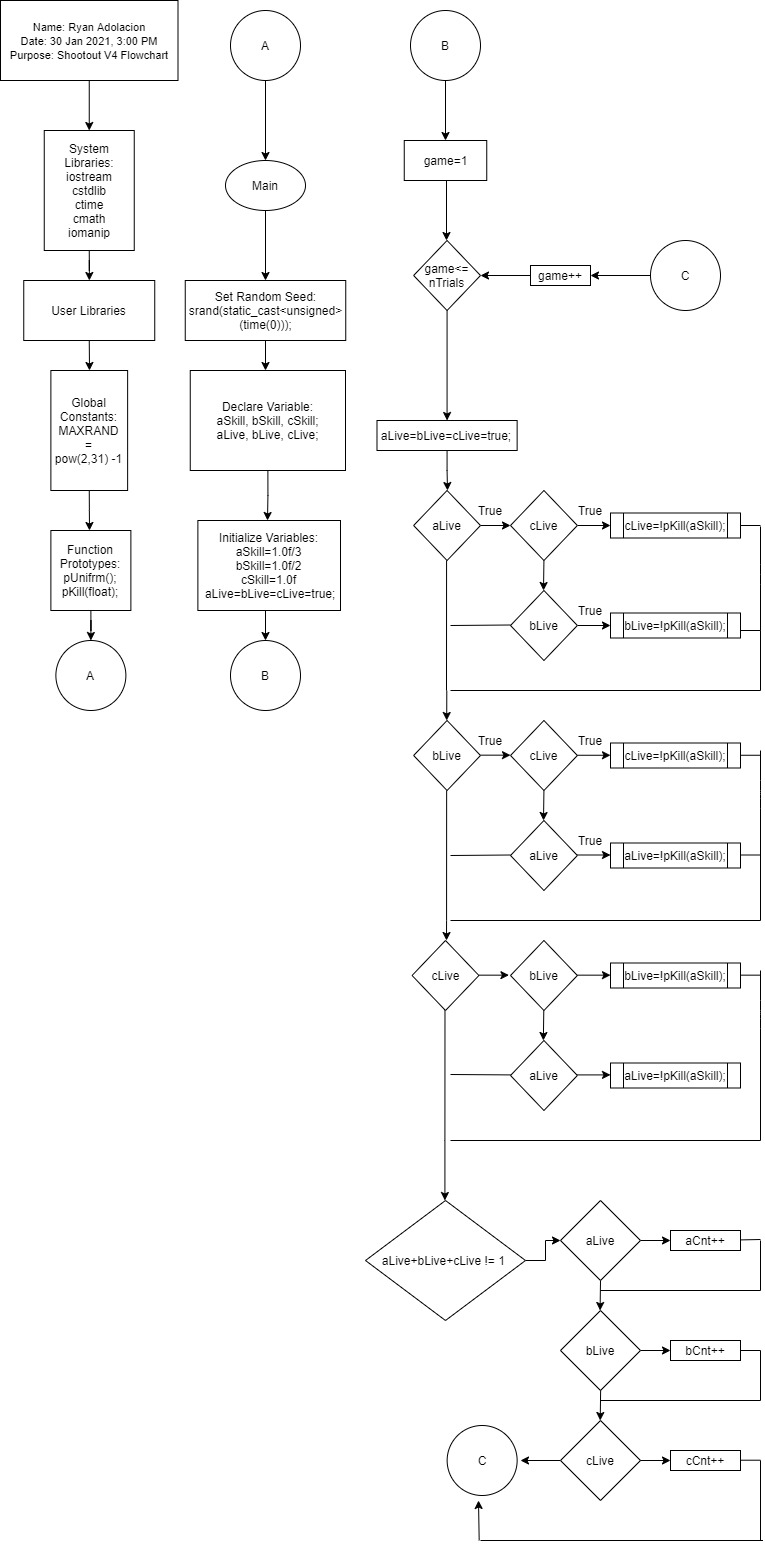 Name: Ryan Adolacion
Date: 30 Jan 2021, 3:00 PM
Purpose: Shootout V4 Flowchart
System
Libraries:
iostream
cstdlib
ctime
cmath
iomanip
User Libraries
Global
Constants:
MAXRAND
=
pow(2,31) -1
Function
Prototypes:
pUnifrm();
pKill(float);
A
A
Main
Set Random Seed:
srand(static_cast<unsigned>
(time(0)));
Declare Variable:
aSkill, bSkill, cSkill;
aLive, bLive, cLive;
Initialize Variables:
aSkill=1.0f/3
bSkill=1.0f/2
cSkill=1.0f
aLive=bLive=cLive=true;
B
B
game=1
game<=
nTrials
game++
C
aLive=bLive=cLive=true;
aLive
True
cLive
True
cLive=!pKill(aSkill);
bLive
True
bLive=!pKill(aSkill);
bLive
True
cLive
True
cLive=!pKill(aSkill);
aLive
True
aLive=!pKill(aSkill);
cLive
bLive
bLive=!pKill(aSkill);
aLive
aLive=!pKill(aSkill);
aLive+bLive+cLive != 1
aLive
aCnt++
bLive
bCnt++
C
cLive
cCnt++